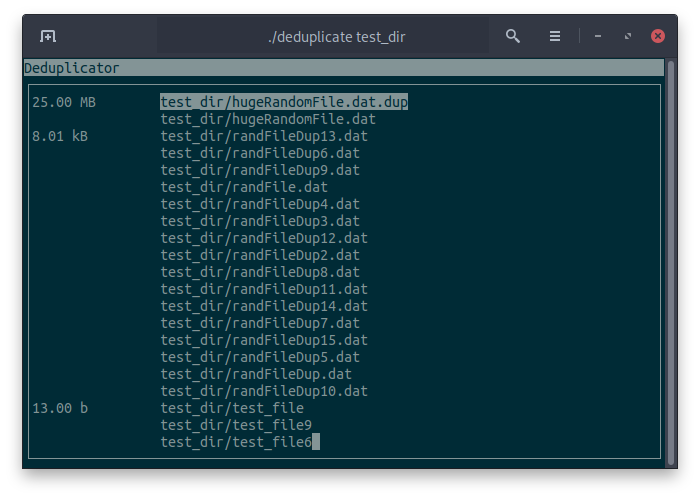 ./deduplicate test_dir
Deduplicator
25.00 MB test_dir/hugeRandomFile.dat.dup
test_dir/hugeRandomFile.dat
8.01 kB test_dir/randFileDup13.dat
test_dir/randFileDup6.dat
test_dir/randFileDup9.dat
test_dir/randFile.dat
test_dir/randFileDup4.dat
test_dir/randFileDup3.dat
test_dir/randFileDup12.dat
test_dir/randFileDup2.dat
test_dir/randFileDup8.dat
test_dir/randFileDup11.dat
test_dir/randFileDup14.dat
test_dir/randFileDup7.dat
test_dir/randFileDup15.dat
test_dir/randFileDup5.dat
test_dir/randFileDup.dat
test_dir/randFileDup10.dat
13.00 b test_dir/test_file
test_dir/test_file9
test_dir/test_file6